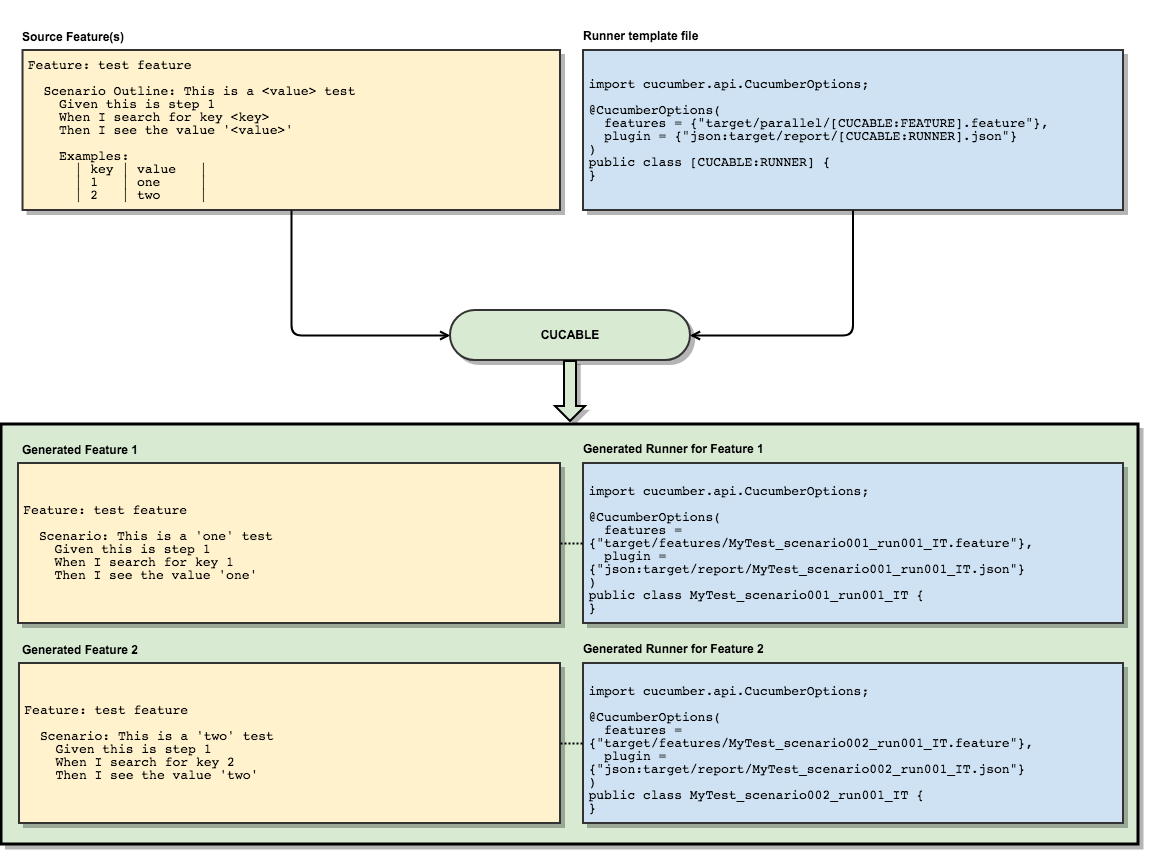 Source Feature(s)
Feature: test feature
Scenario Outline: This is a <value> test
Given this is step 1
When I search for key <key>
Then I see the value '<value>'
Examples:
| key | value |
| 1 | one |
| 2 | two |
Runner template file
import cucumber.api.CucumberOptions;
@CucumberOptions(
features = {"target/parallel/[CUCABLE:FEATURE].feature"},
plugin = {"json:target/report/[CUCABLE:RUNNER].json"}
)
public class [CUCABLE:RUNNER] {
}
CUCABLE
Generated Feature 1
Feature: test feature
Scenario: This is a 'one' test
Given this is step 1
When I search for key 1
Then I see the value 'one'
Generated Runner for Feature 1
import cucumber.api.CucumberOptions;
@CucumberOptions(
features =
{"target/features/MyTest_scenario001_run001_IT.feature"},
plugin =
{"json:target/report/MyTest_scenario001_run001_IT.json"}
)
public class MyTest_scenario001_run001_IT {
}
Generated Feature 2
Feature: test feature
Scenario: This is a 'two' test
Given this is step 1
When I search for key 2
Then I see the value 'two'
Generated Runner for Feature 2
import cucumber.api.CucumberOptions;
@CucumberOptions(
features =
{"target/features/MyTest_scenario002_run001_IT.feature"},
plugin =
{"json:target/report/MyTest_scenario002_run001_IT.json"}
)
public class MyTest_scenario002_run001_IT {
}